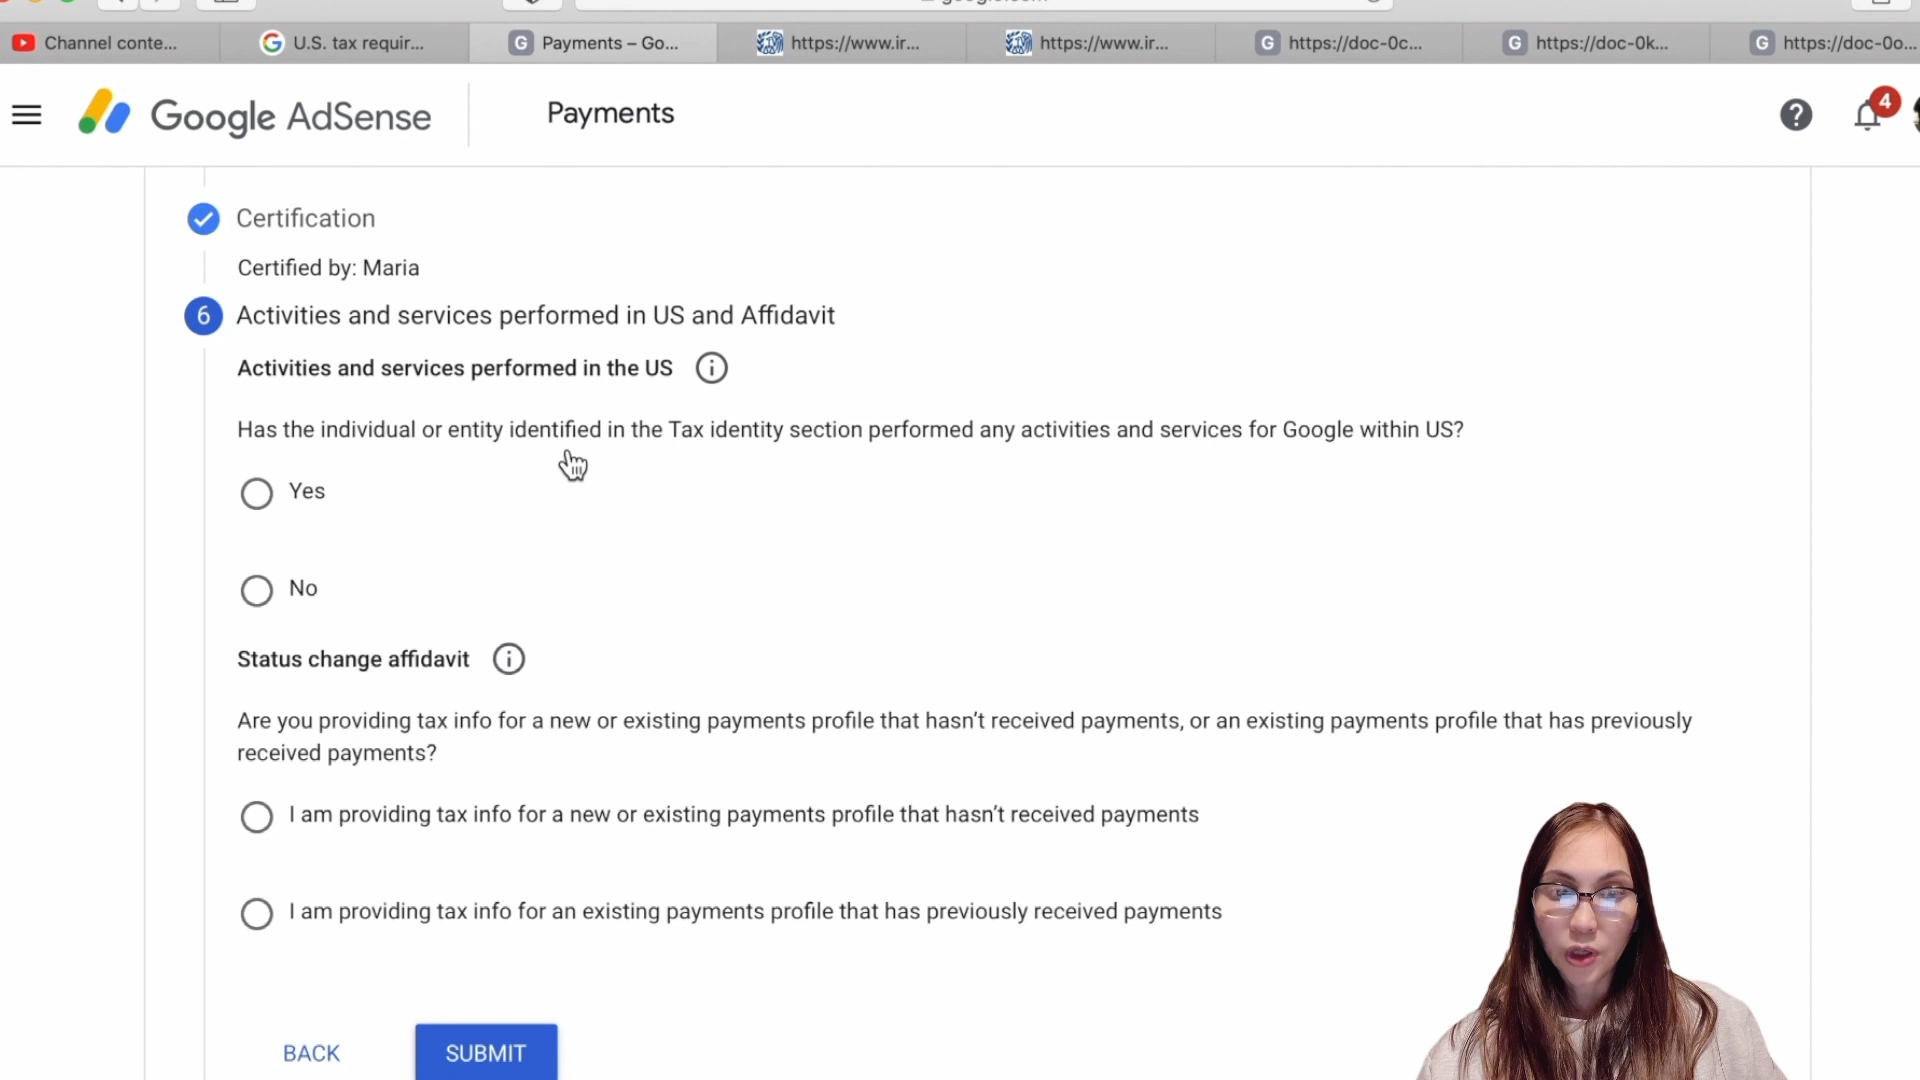 Channel conte...
U.S. tax requir...
Payments – Go...
https://www.ir...
https://www.ir...
https://doc-0c...
https://doc-0k...
https://doc-0o...
Google AdSense
Payments
4
Certification
Certified by: Maria
6 Activities and services performed in US and Affidavit
Activities and services performed in the US
Has the individual or entity identified in the Tax identity section performed any activities and services for Google within US?
Yes
No
Status change affidavit
Are you providing tax info for a new or existing payments profile that hasn't received payments, or an existing payments profile that has previously
received payments?
I am providing tax info for a new or existing payments profile that hasn't received payments
I am providing tax info for an existing payments profile that has previously received payments
BACK
SUBMIT